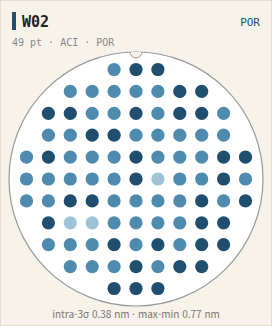 W02 POR
49 pt · ACI · POR
intra-3σ 0.38 nm · max-min 0.77 nm